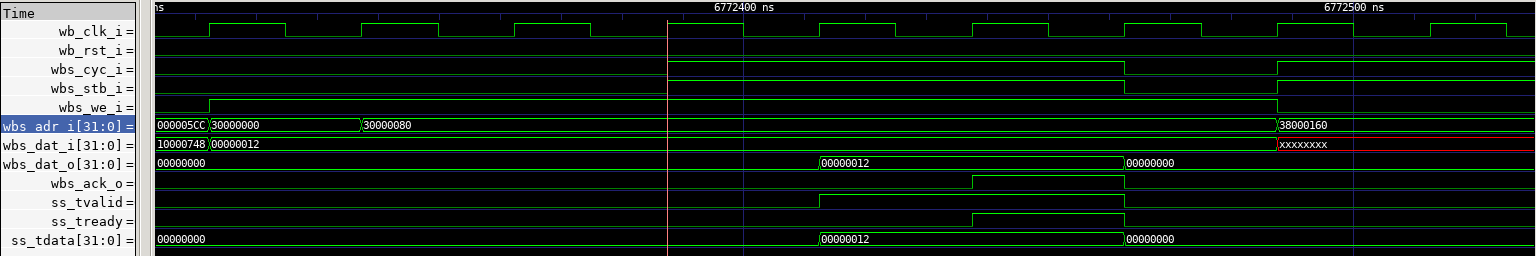 Time ns 6772400 ns 6772500 ns
wb_clk_i=
wb_rst_i=
wbs_cyc_i=
wbs_stb_i=
wbs_we_i=
wbs_adr_i[31:0]= 000005CC 30000000 30000080 38000160
wbs_dat_i[31:0]= 10000748 00000012 xxxxxxxx
wbs_dat_o[31:0]= 00000000 00000012 00000000
wbs_ack_o=
ss_tvalid=
ss_tready=
ss_tdata[31:0]= 00000000 00000012 00000000